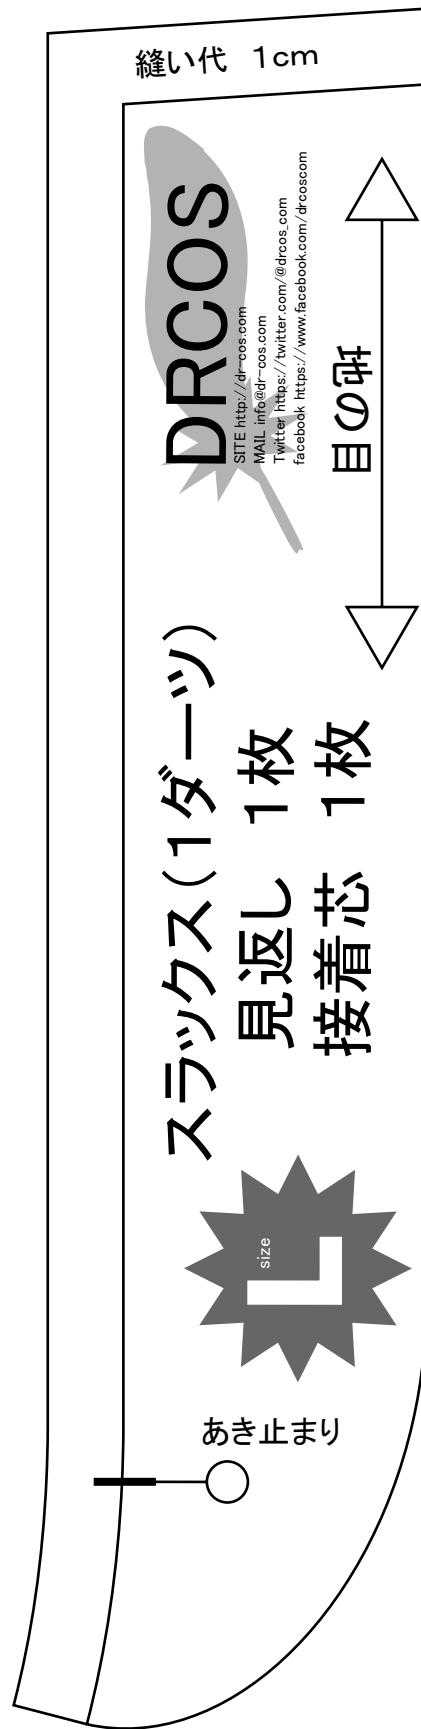 縫い代　1cm
DRCOS
SITE http://dr-cos.com
MAIL info@dr-cos.com
Twitter https://twitter.com/@drcos_com
facebook https://www.facebook.com/drcoscom
地の目
スラックス(1ダーツ)
見返し　1枚
接着芯　1枚
size
L
あき止まり